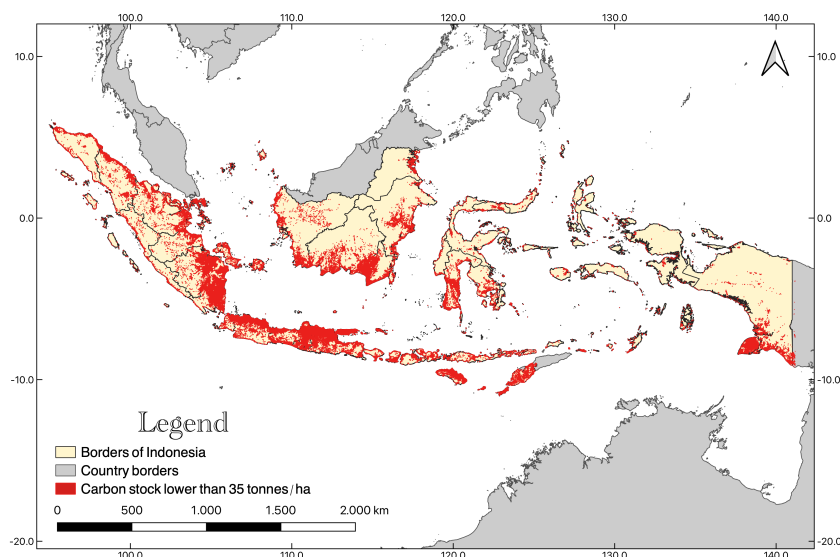 100.0 110.0 120.0 130.0 140.0
10.0 10.0
0.0 0.0
-10.0 -10.0
Legend
Borders of Indonesia
Country borders
Carbon stock lower than 35 tonnes/ha
0 500 1.000 1.500 2.000 km
-20.0 -20.0
100.0 110.0 120.0 130.0 140.0